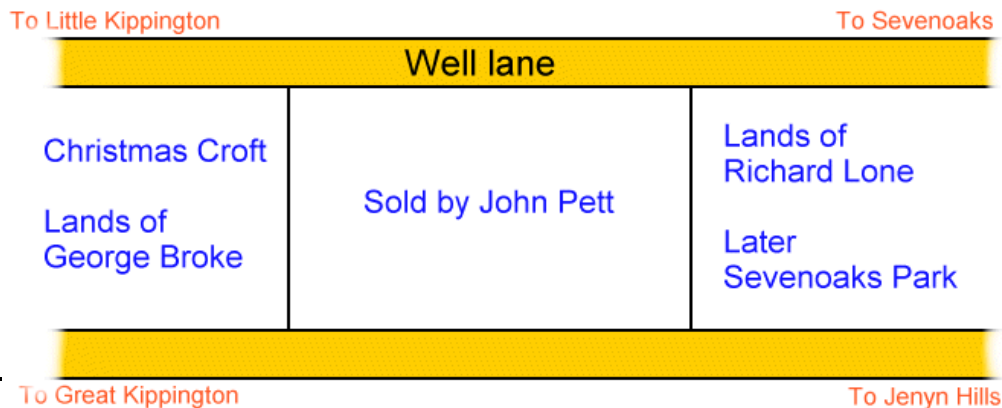 To Little Kippington
To Sevenoaks
Well lane
Christmas Croft
Lands of
George Broke
Sold by John Pett
Lands of
Richard Lone
Later
Sevenoaks Park
To Great Kippington
To Jenyn Hills